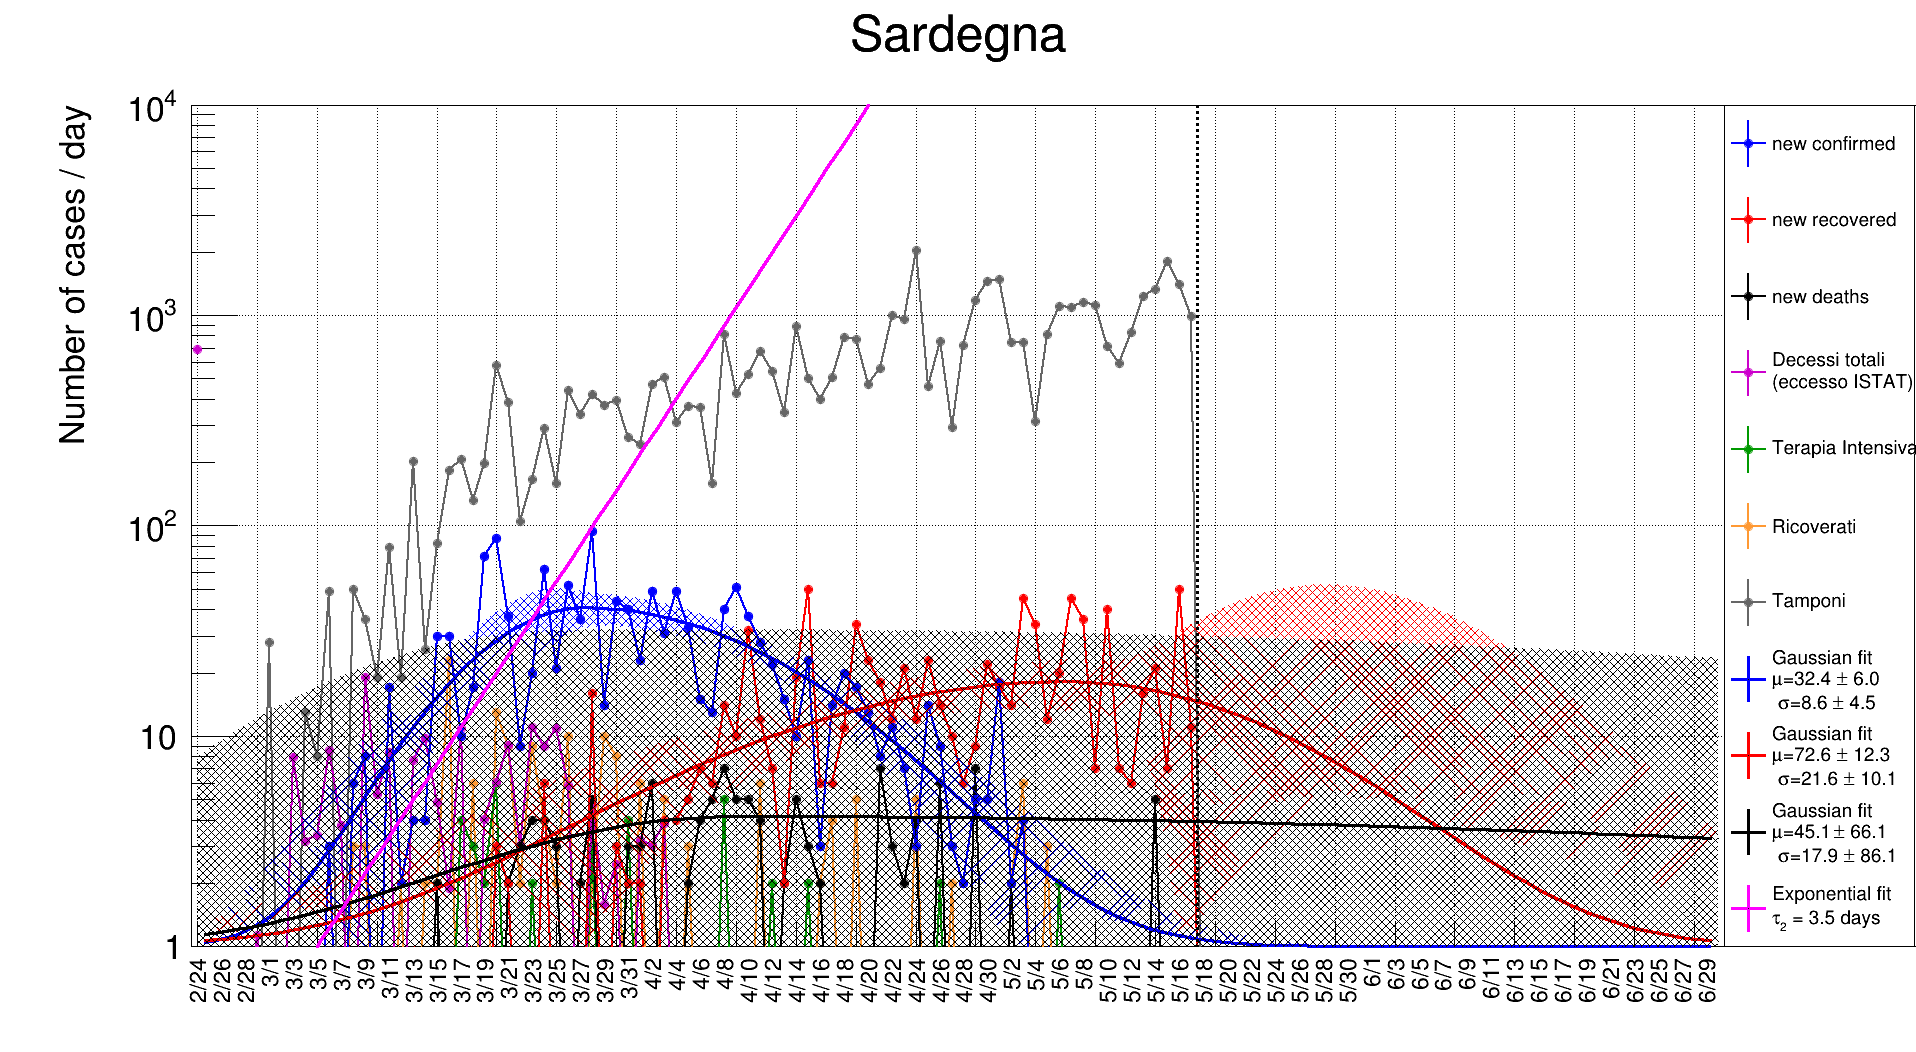 Sardegna
Number of cases / day
10^4
10^3
10^2
10
1
2/24 2/26 2/28 3/1 3/3 3/5 3/7 3/9 3/11 3/13 3/15 3/17 3/19 3/21 3/23 3/25 3/27 3/29 3/31 4/2 4/4 4/6 4/8 4/10 4/12 4/14 4/16 4/18 4/20 4/22 4/24 4/26 4/28 4/30 5/2 5/4 5/6 5/8 5/10 5/12 5/14 5/16 5/18 5/20 5/22 5/24 5/26 5/28 5/30 6/1 6/3 6/5 6/7 6/9 6/11 6/13 6/15 6/17 6/19 6/21 6/23 6/25 6/27 6/29
new confirmed
new recovered
new deaths
Decessi totali
(eccesso ISTAT)
Terapia Intensiva
Ricoverati
Tamponi
Gaussian fit
μ=32.4 ± 6.0
σ=8.6 ± 4.5
Gaussian fit
μ=72.6 ± 12.3
σ=21.6 ± 10.1
Gaussian fit
μ=45.1 ± 66.1
σ=17.9 ± 86.1
Exponential fit
τ₂ = 3.5 days